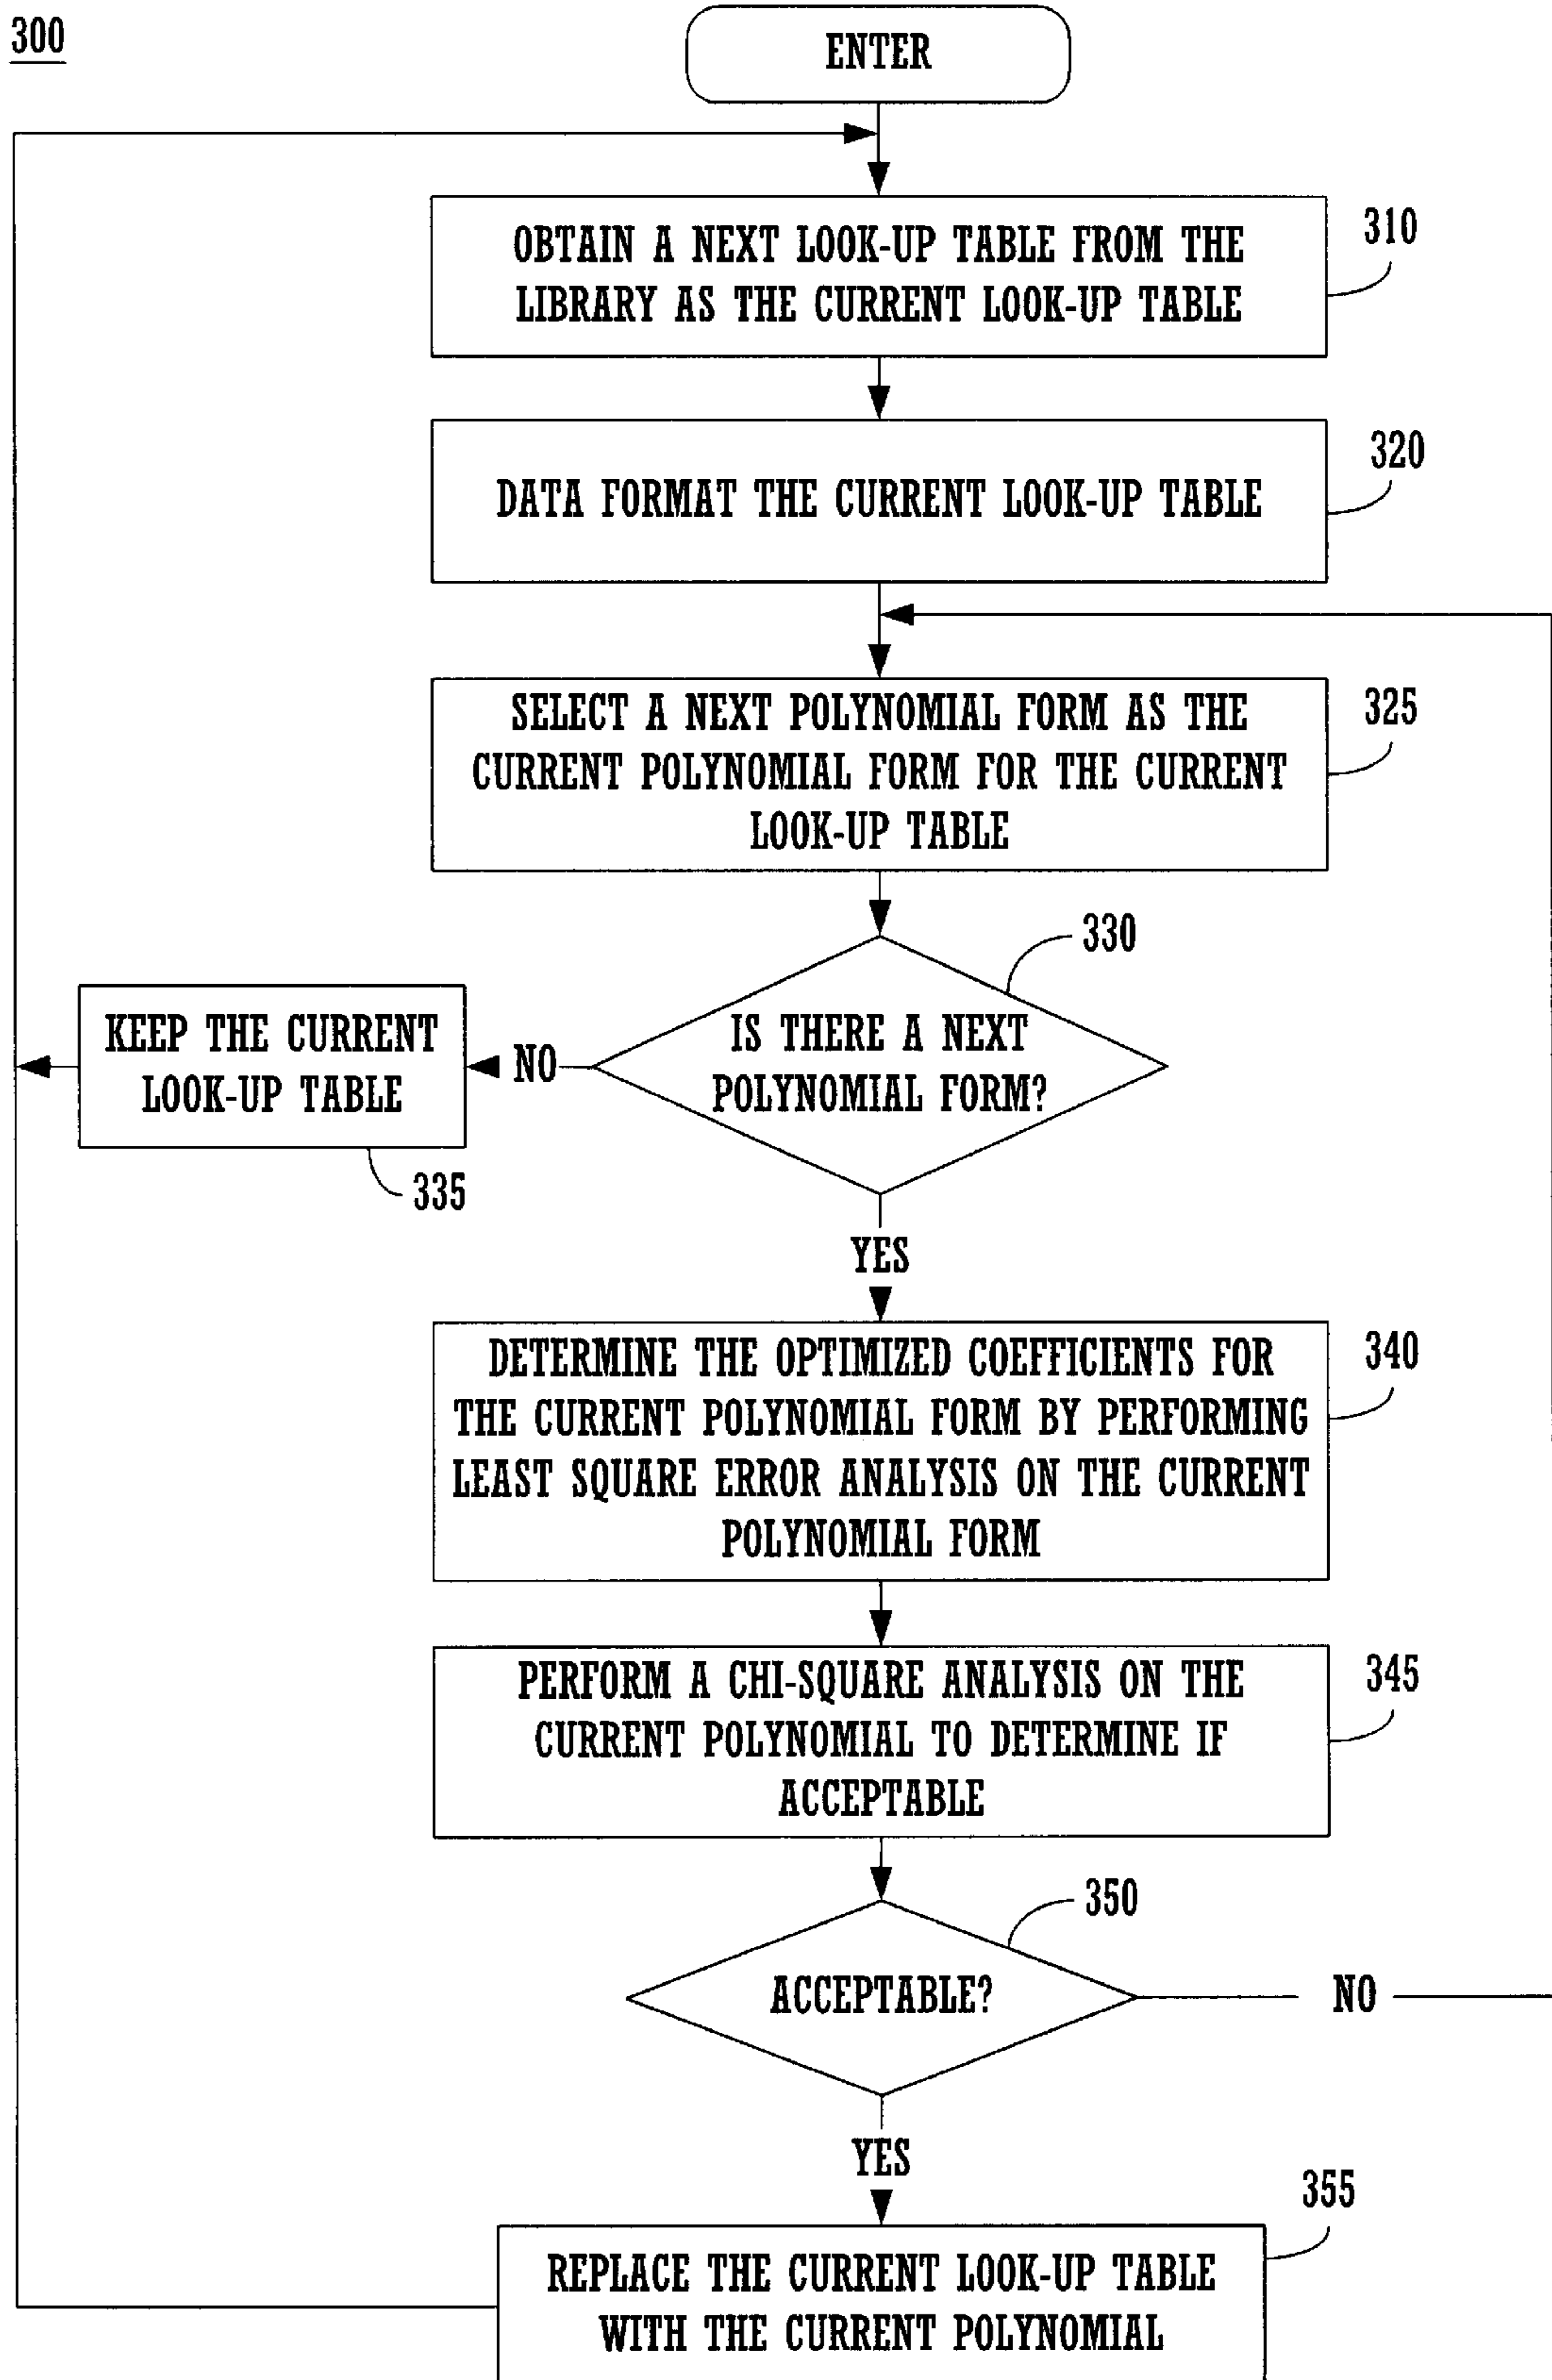 300
ENTER
OBTAIN A NEXT LOOK-UP TABLE FROM THE
LIBRARY AS THE CURRENT LOOK-UP TABLE
310
DATA FORMAT THE CURRENT LOOK-UP TABLE
320
SELECT A NEXT POLYNOMIAL FORM AS THE
CURRENT POLYNOMIAL FORM FOR THE CURRENT
LOOK-UP TABLE
325
IS THERE A NEXT
POLYNOMIAL FORM?
330
NO
KEEP THE CURRENT
LOOK-UP TABLE
335
YES
DETERMINE THE OPTIMIZED COEFFICIENTS FOR
THE CURRENT POLYNOMIAL FORM BY PERFORMING
LEAST SQUARE ERROR ANALYSIS ON THE CURRENT
POLYNOMIAL FORM
340
PERFORM A CHI-SQUARE ANALYSIS ON THE
CURRENT POLYNOMIAL TO DETERMINE IF
ACCEPTABLE
345
ACCEPTABLE?
350
NO
YES
REPLACE THE CURRENT LOOK-UP TABLE
WITH THE CURRENT POLYNOMIAL
355